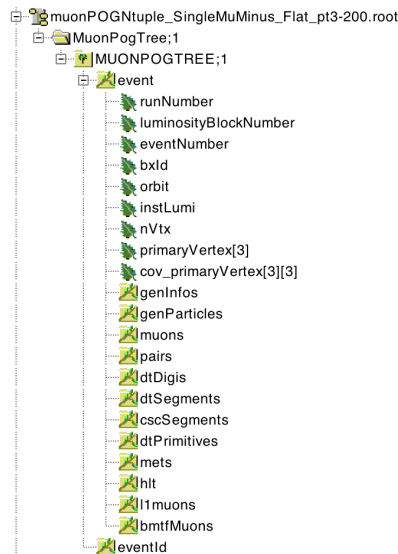 muonPOGNtuple_SingleMuMinus_Flat_pt3-200.root
MuonPogTree;1
MUONPOGTREE;1
event
runNumber
luminosityBlockNumber
eventNumber
bxId
orbit
instLumi
nVtx
primaryVertex[3]
cov_primaryVertex[3][3]
genInfos
genParticles
muons
pairs
dtDigis
dtSegments
cscSegments
dtPrimitives
mets
hlt
l1muons
bmtfMuons
eventId